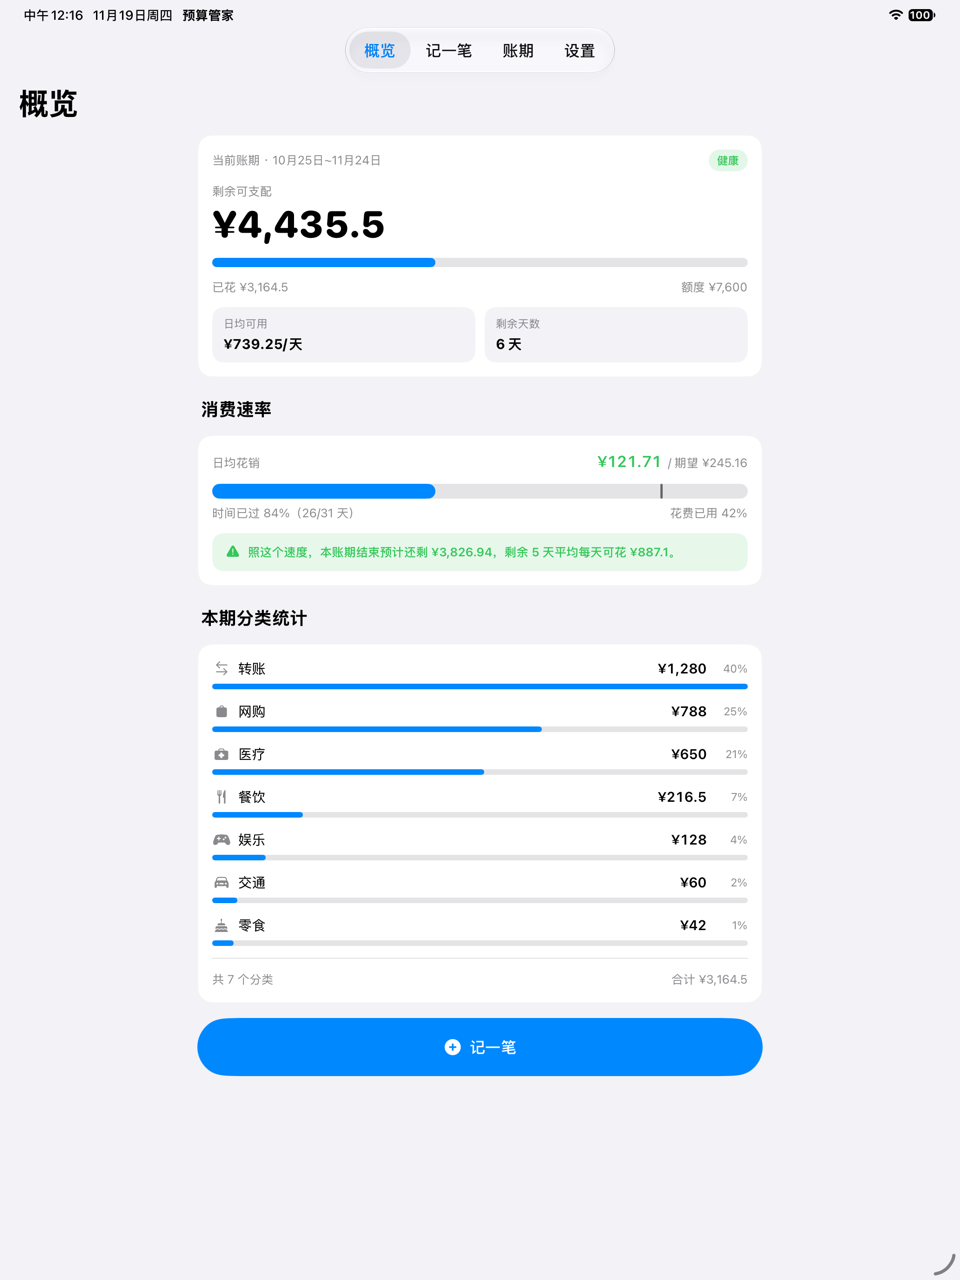 中午12:16 11月19日周四 预算管家 100
概览 记一笔 账期 设置
概览
当前账期 · 10月25日~11月24日 健康
剩余可支配
¥4,435.5
已花 ¥3,164.5 额度 ¥7,600
日均可用 剩余天数
¥739.25/天 6 天
消费速率
日均花销 ¥121.71 / 期望 ¥245.16
时间已过 84%（26/31 天） 花费已用 42%
照这个速度，本账期结束预计还剩 ¥3,826.94，剩余 5 天平均每天可花 ¥887.1。
本期分类统计
转账 ¥1,280 40%
网购 ¥788 25%
医疗 ¥650 21%
餐饮 ¥216.5 7%
娱乐 ¥128 4%
交通 ¥60 2%
零食 ¥42 1%
共 7 个分类 合计 ¥3,164.5
记一笔